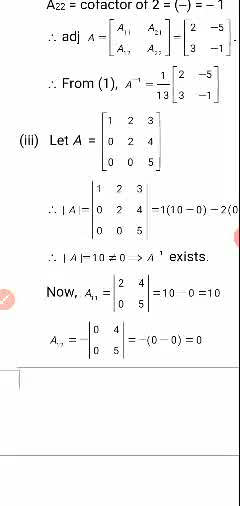 A₂₂ = cofactor of 2 = (–) = – 1
∴ adj A = [A₁₁ A₂₁; A₁₂ A₂₂] = [2 –5; 3 –1].
∴ From (1), A⁻¹ = 1/13 [2 –5; 3 –1]
(iii) Let A = [1 2 3; 0 2 4; 0 0 5]
∴ |A| = |1 2 3; 0 2 4; 0 0 5| = 1(10 – 0) – 2(0
∴ |A| = 10 ≠ 0 ⇒ A⁻¹ exists.
Now, A₁₁ = |2 4; 0 5| = 10 – 0 = 10
A₁₂ = –|0 4; 0 5| = –(0 – 0) = 0